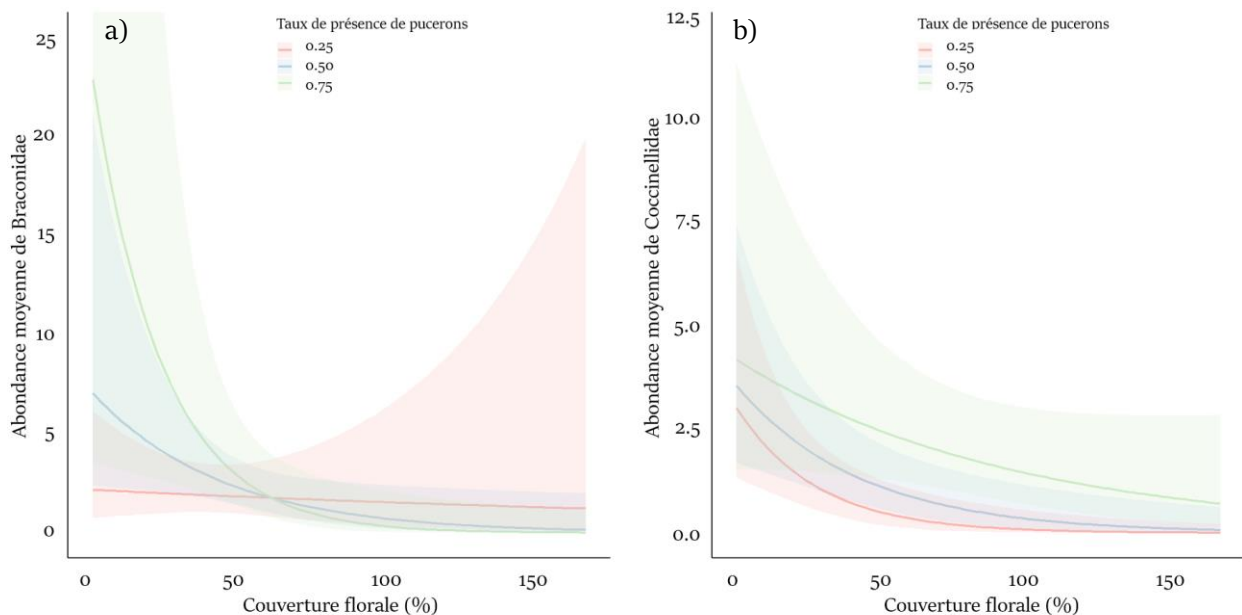 a)
Taux de présence de pucerons
0.25
0.50
0.75
25
20
15
10
5
0
Abondance moyenne de Braconidae
0 50 100 150
Couverture florale (%)
b)
Taux de présence de pucerons
0.25
0.50
0.75
12.5
10.0
7.5
5.0
2.5
0.0
Abondance moyenne de Coccinellidae
0 50 100 150
Couverture florale (%)